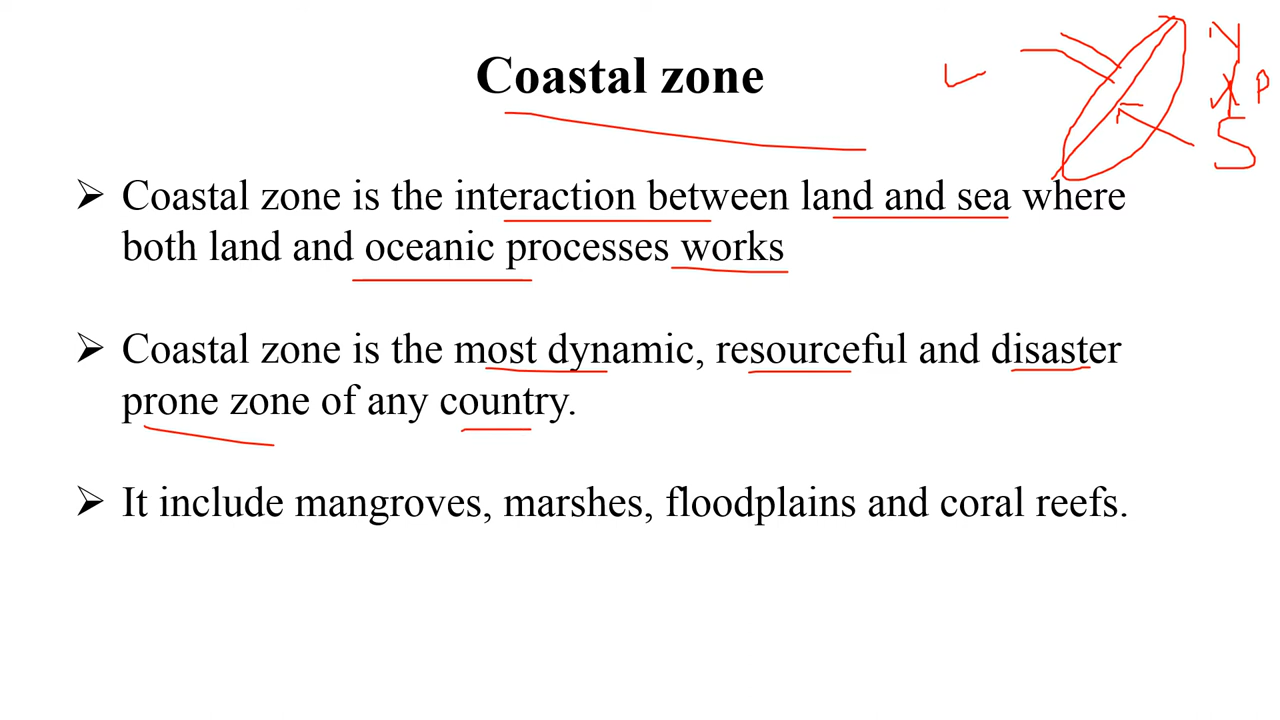 Coastal zone
➢ Coastal zone is the interaction between land and sea where
both land and oceanic processes works
➢ Coastal zone is the most dynamic, resourceful and disaster
prone zone of any country.
➢ It include mangroves, marshes, floodplains and coral reefs.